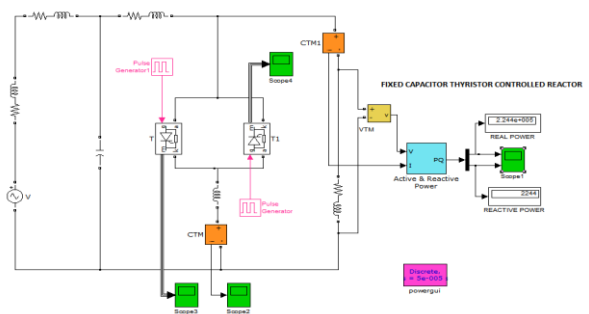 CTM1
Pulse
Generator1
Scope4
FIXED CAPACITOR THYRISTOR CONTROLLED REACTOR
+
-
v
VTM
2.244e+005
REAL POWER
T
T1
V
I
PQ
Active & Reactive
Power
Scope1
V
Pulse
Generator
2244
REACTIVE POWER
CTM
Discrete,
= 5e-005
powergui
Scope3
Scope2